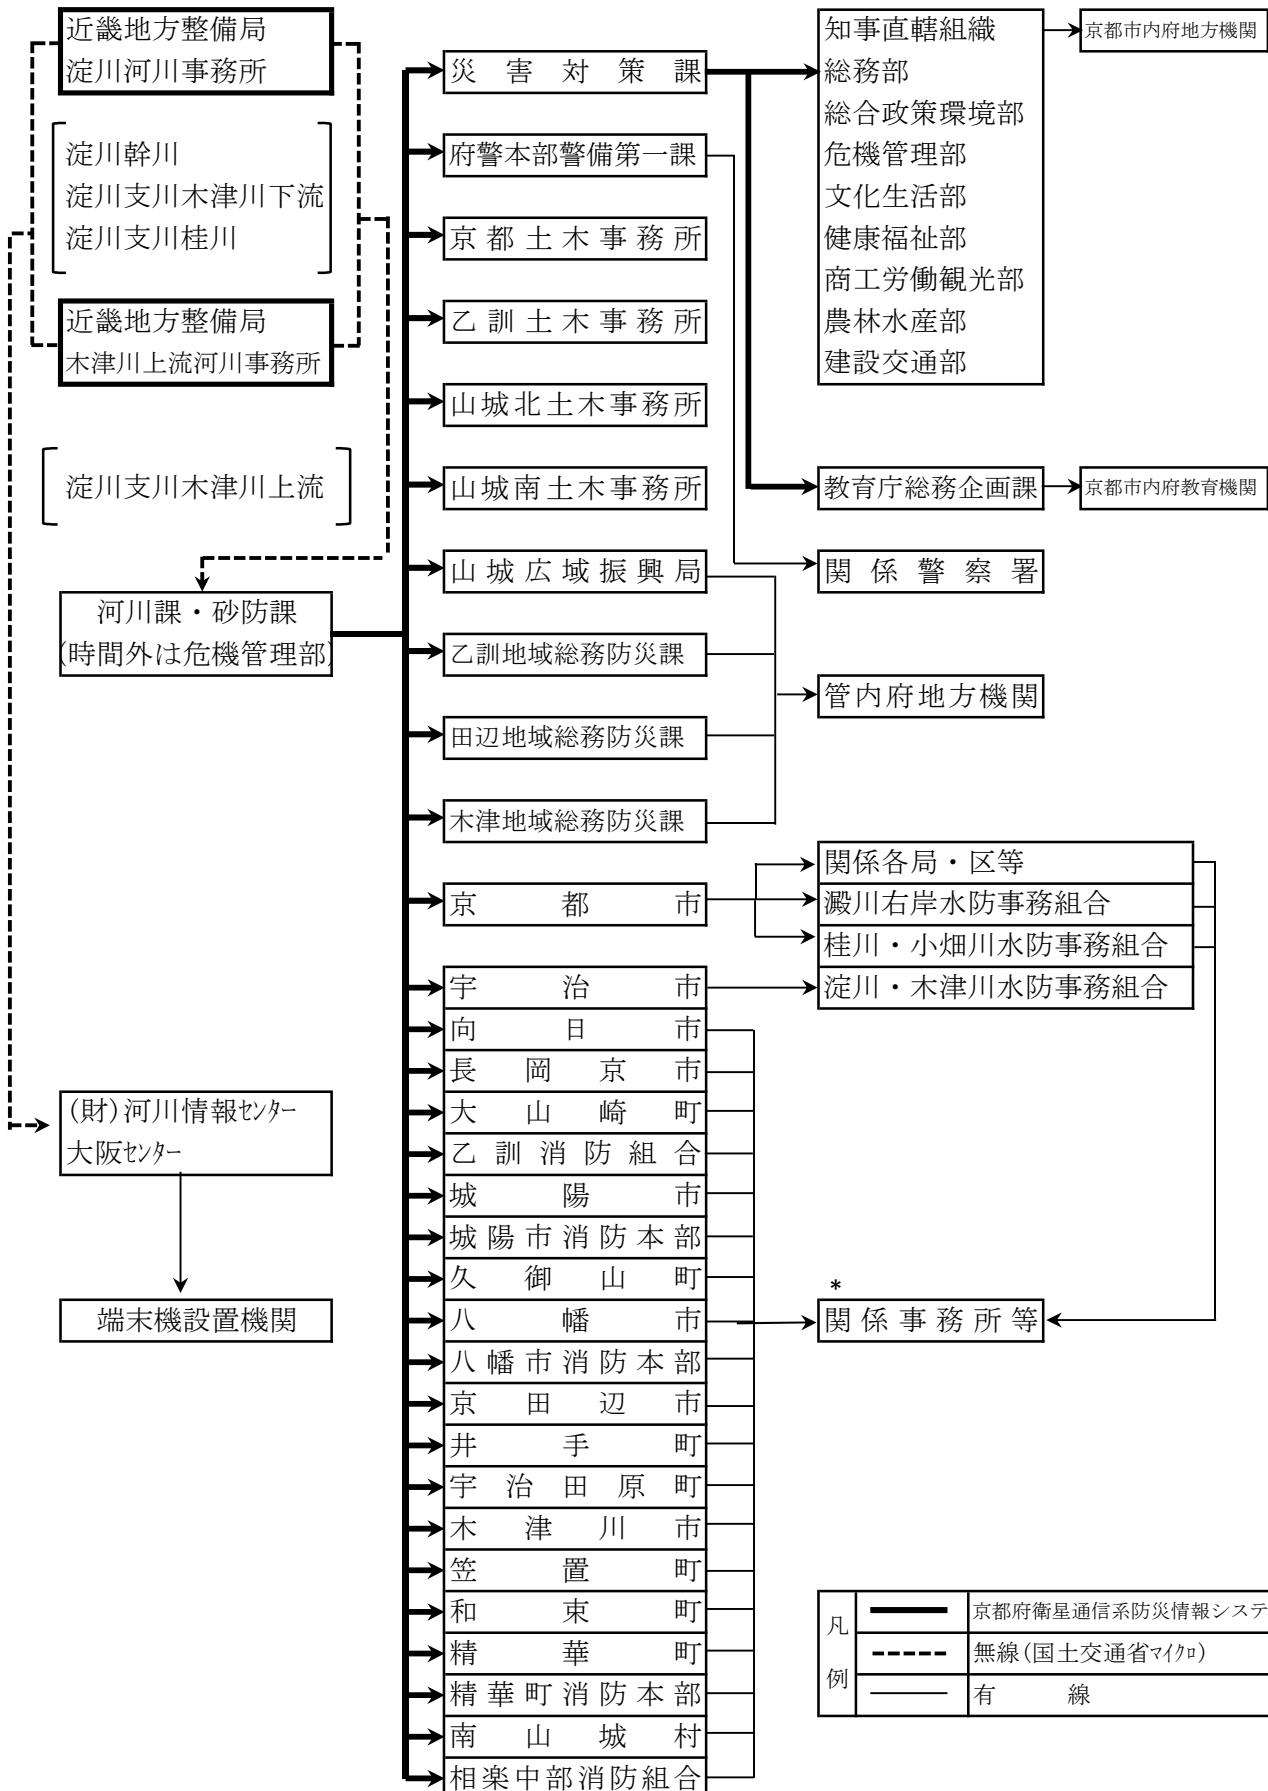 近畿地方整備局
淀川河川事務所
淀川幹川
淀川支川木津川下流
淀川支川桂川
近畿地方整備局
木津川上流河川事務所
淀川支川木津川上流
河川課・砂防課
(時間外は危機管理部)
(財)河川情報ｾﾝﾀｰ
大阪ｾﾝﾀｰ
端末機設置機関
災害対策課
府警本部警備第一課
京都土木事務所
乙訓土木事務所
山城北土木事務所
山城南土木事務所
山城広域振興局
乙訓地域総務防災課
田辺地域総務防災課
木津地域総務防災課
京都市
宇治市
向日市
長岡京市
大山崎町
乙訓消防組合
城陽市
城陽市消防本部
久御山町
八幡市
八幡市消防本部
京田辺市
井手町
宇治田原町
木津川市
笠置町
和束町
精華町
精華町消防本部
南山城村
相楽中部消防組合
知事直轄組織
総務部
総合政策環境部
危機管理部
文化生活部
健康福祉部
商工労働観光部
農林水産部
建設交通部
京都市内府地方機関
教育庁総務企画課
京都市内府教育機関
関係警察署
管内府地方機関
関係各局・区等
澱川右岸水防事務組合
桂川・小畑川水防事務組合
淀川・木津川水防事務組合
*
関係事務所等
凡例
京都府衛星通信系防災情報システ
無線(国土交通省ﾏｲｸﾛ)
有線